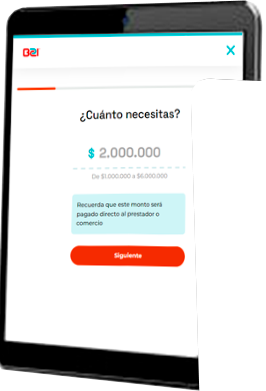 B2i
X
¿Cuánto necesitas?
$ 2.000.000
De $1.000.000 a $6.000.000
Recuerda que este monto será
pagado directo al prestador o
comercio
Siguiente